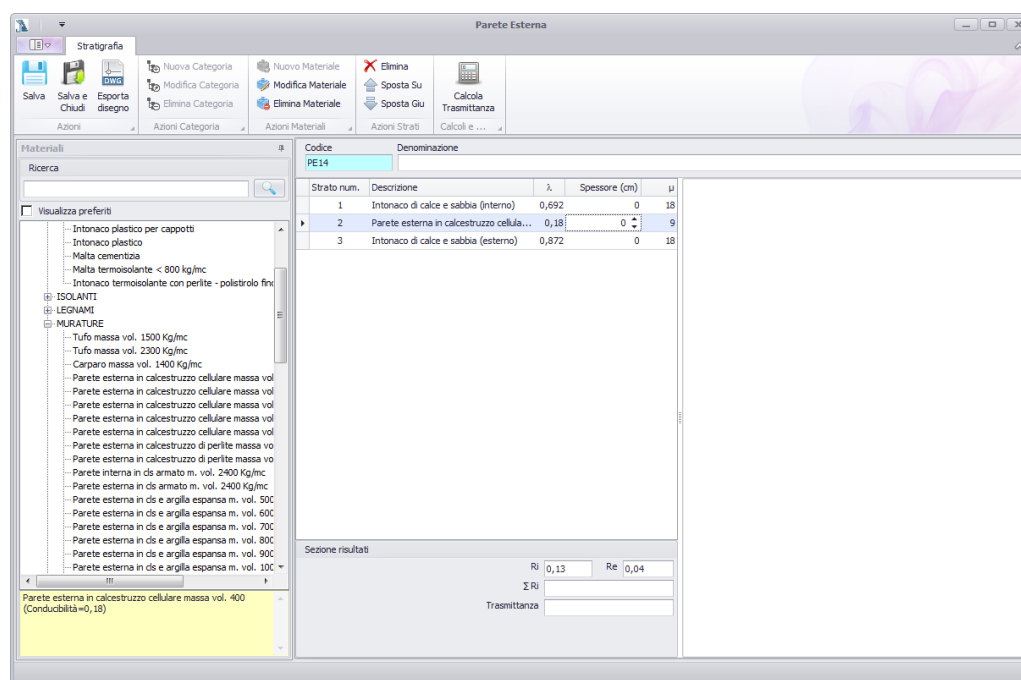 Parete Esterna
Stratigrafia
Salva
Salva e Chiudi
Esporta disegno
DWG
Nuova Categoria
Modifica Categoria
Elimina Categoria
Nuovo Materiale
Modifica Materiale
Elimina Materiale
Elimina
Sposta Su
Sposta Giu
Calcola Trasmittanza
Azioni
Azioni Categoria
Azioni Materiali
Azioni Strati
Calcoli e ...
Materiali
Ricerca
Visualizza preferiti
Intonaco plastico per cappotti
Intonaco plastico
Malta cementizia
Malta termoisolante < 800 kg/mc
Intonaco termoisolante con perlite - polistirolo fino
ISOLANTI
LEGNAMI
MURATURE
Tufo massa vol. 1500 Kg/mc
Tufo massa vol. 2300 Kg/mc
Carparo massa vol. 1400 Kg/mc
Parete esterna in calcestruzzo cellulare massa vol
Parete esterna in calcestruzzo cellulare massa vol
Parete esterna in calcestruzzo cellulare massa vol
Parete esterna in calcestruzzo cellulare massa vol
Parete esterna in calcestruzzo cellulare massa vol
Parete esterna in calcestruzzo di perlite massa vo
Parete esterna in calcestruzzo di perlite massa vo
Parete interna in cls armato m. vol. 2400 Kg/mc
Parete esterna in cls armato m. vol. 2400 Kg/mc
Parete esterna in cls e argilla espansa m. vol. 500
Parete esterna in cls e argilla espansa m. vol. 600
Parete esterna in cls e argilla espansa m. vol. 700
Parete esterna in cls e argilla espansa m. vol. 800
Parete esterna in cls e argilla espansa m. vol. 900
Parete esterna in cls e argilla espansa m. vol. 100
Parete esterna in calcestruzzo cellulare massa vol. 400
(Conducibilità=0,18)
Codice Denominazione
PE14
Strato num. Descrizione λ Spessore (cm) μ
1 Intonaco di calce e sabbia (interno) 0,692 0 18
2 Parete esterna in calcestruzzo cellula... 0,18 0 9
3 Intonaco di calce e sabbia (esterno) 0,872 0 18
Sezione risultati
Ri 0,13 Re 0,04
Σ Ri
Trasmittanza